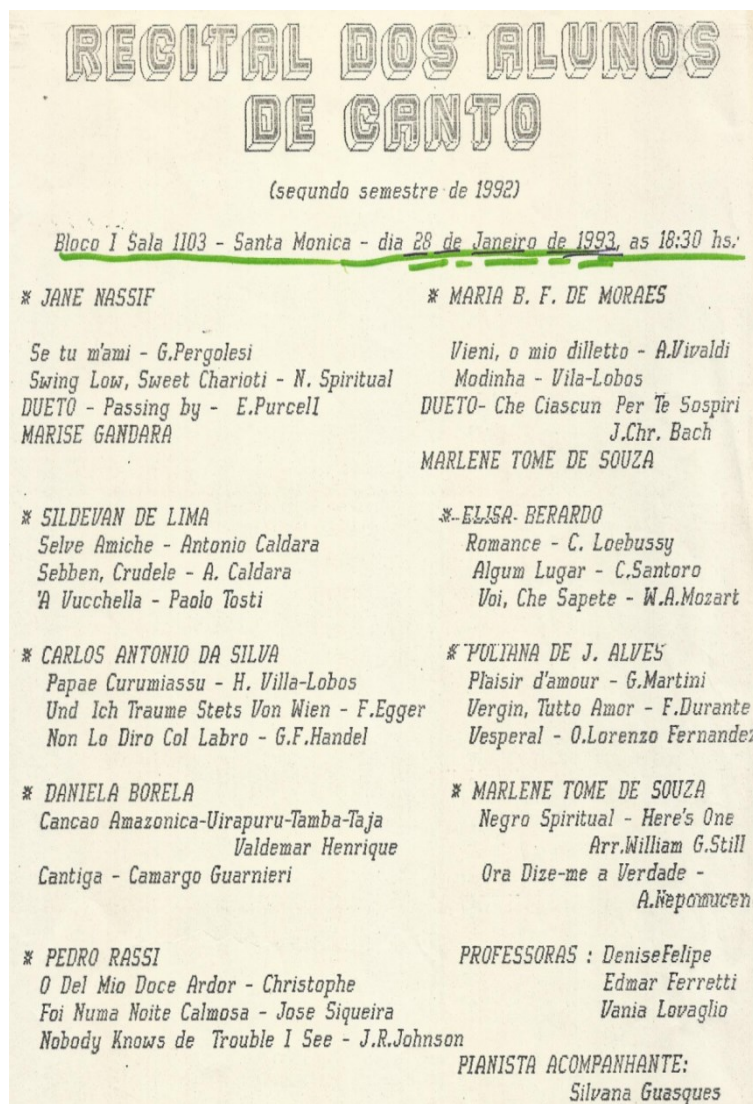 RECITAL DOS ALUNOS
DE CANTO
(segundo semestre de 1992)
Bloco I Sala 1103 - Santa Monica - dia 28 de Janeiro de 1993, as 18:30 hs.
* JANE NASSIF
Se tu m'ami - G.Pergolesi
Swing Low, Sweet Charioti - N. Spiritual
DUETO - Passing by - E.Purcell
MARISE GANDARA
* MARIA B. F. DE MORAES
Vieni, o mio dilletto - A.Vivaldi
Modinha - Vila-Lobos
DUETO- Che Ciascun Per Te Sospiri
J.Chr. Bach
MARLENE TOME DE SOUZA
* SILDEVAN DE LIMA
Selve Amiche - Antonio Caldara
Sebben, Crudele - A. Caldara
'A Vucchella - Paolo Tosti
* ELISA BERARDO
Romance - C. Loebussy
Algum Lugar - C.Santoro
Voi, Che Sapete - W.A.Mozart
* CARLOS ANTONIO DA SILVA
Papae Curumiassu - H. Villa-Lobos
Und Ich Traume Stets Von Wien - F.Egger
Non Lo Diro Col Labro - G.F.Handel
* POLIANA DE J. ALVES
Plaisir d'amour - G.Martini
Vergin, Tutto Amor - F.Durante
Vesperal - O.Lorenzo Fernandez
* DANIELA BORELA
Cancao Amazonica-Uirapuru-Tamba-Taja
Valdemar Henrique
Cantiga - Camargo Guarnieri
* MARLENE TOME DE SOUZA
Negro Spiritual - Here's One
Arr.William G.Still
Ora Dize-me a Verdade -
A.Nepomucen
* PEDRO RASSI
O Del Mio Doce Ardor - Christophe
Foi Numa Noite Calmosa - Jose Siqueira
Nobody Knows de Trouble I See - J.R.Johnson
PROFESSORAS : DeniseFelipe
Edmar Ferretti
Vania Lovaglio
PIANISTA ACOMPANHANTE:
Silvana Guasques